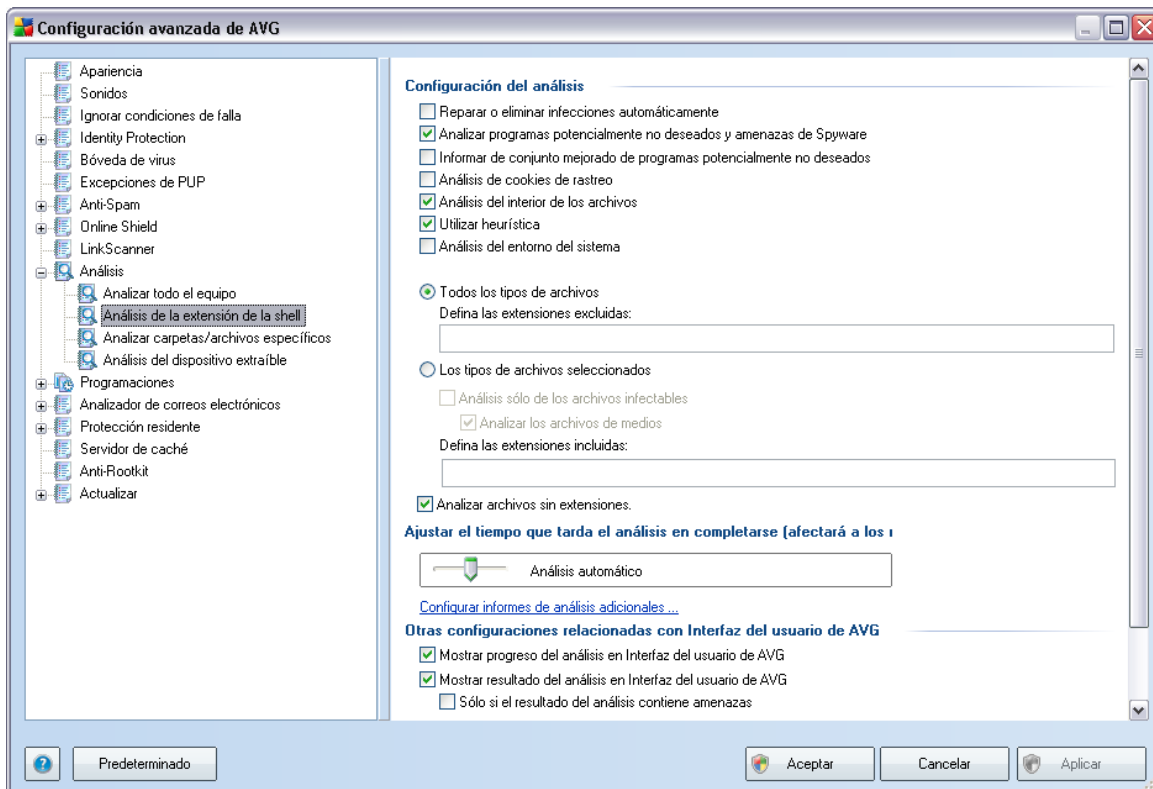 Configuración avanzada de AVG
Apariencia
Sonidos
Ignorar condiciones de falla
Identity Protection
Bóveda de virus
Excepciones de PUP
Anti-Spam
Online Shield
LinkScanner
Análisis
Analizar todo el equipo
Análisis de la extensión de la shell
Analizar carpetas/archivos específicos
Análisis del dispositivo extraíble
Programaciones
Analizador de correos electrónicos
Protección residente
Servidor de caché
Anti-Rootkit
Actualizar
Configuración del análisis
Reparar o eliminar infecciones automáticamente
Analizar programas potencialmente no deseados y amenazas de Spyware
Informar de conjunto mejorado de programas potencialmente no deseados
Análisis de cookies de rastreo
Análisis del interior de los archivos
Utilizar heurística
Análisis del entorno del sistema
Todos los tipos de archivos
Defina las extensiones excluidas:
Los tipos de archivos seleccionados
Análisis sólo de los archivos infectables
Analizar los archivos de medios
Defina las extensiones incluidas:
Analizar archivos sin extensiones.
Ajustar el tiempo que tarda el análisis en completarse (afectará a los
Análisis automático
Configurar informes de análisis adicionales ...
Otras configuraciones relacionadas con Interfaz del usuario de AVG
Mostrar progreso del análisis en Interfaz del usuario de AVG
Mostrar resultado del análisis en Interfaz del usuario de AVG
Sólo si el resultado del análisis contiene amenazas
Predeterminado
Aceptar
Cancelar
Aplicar